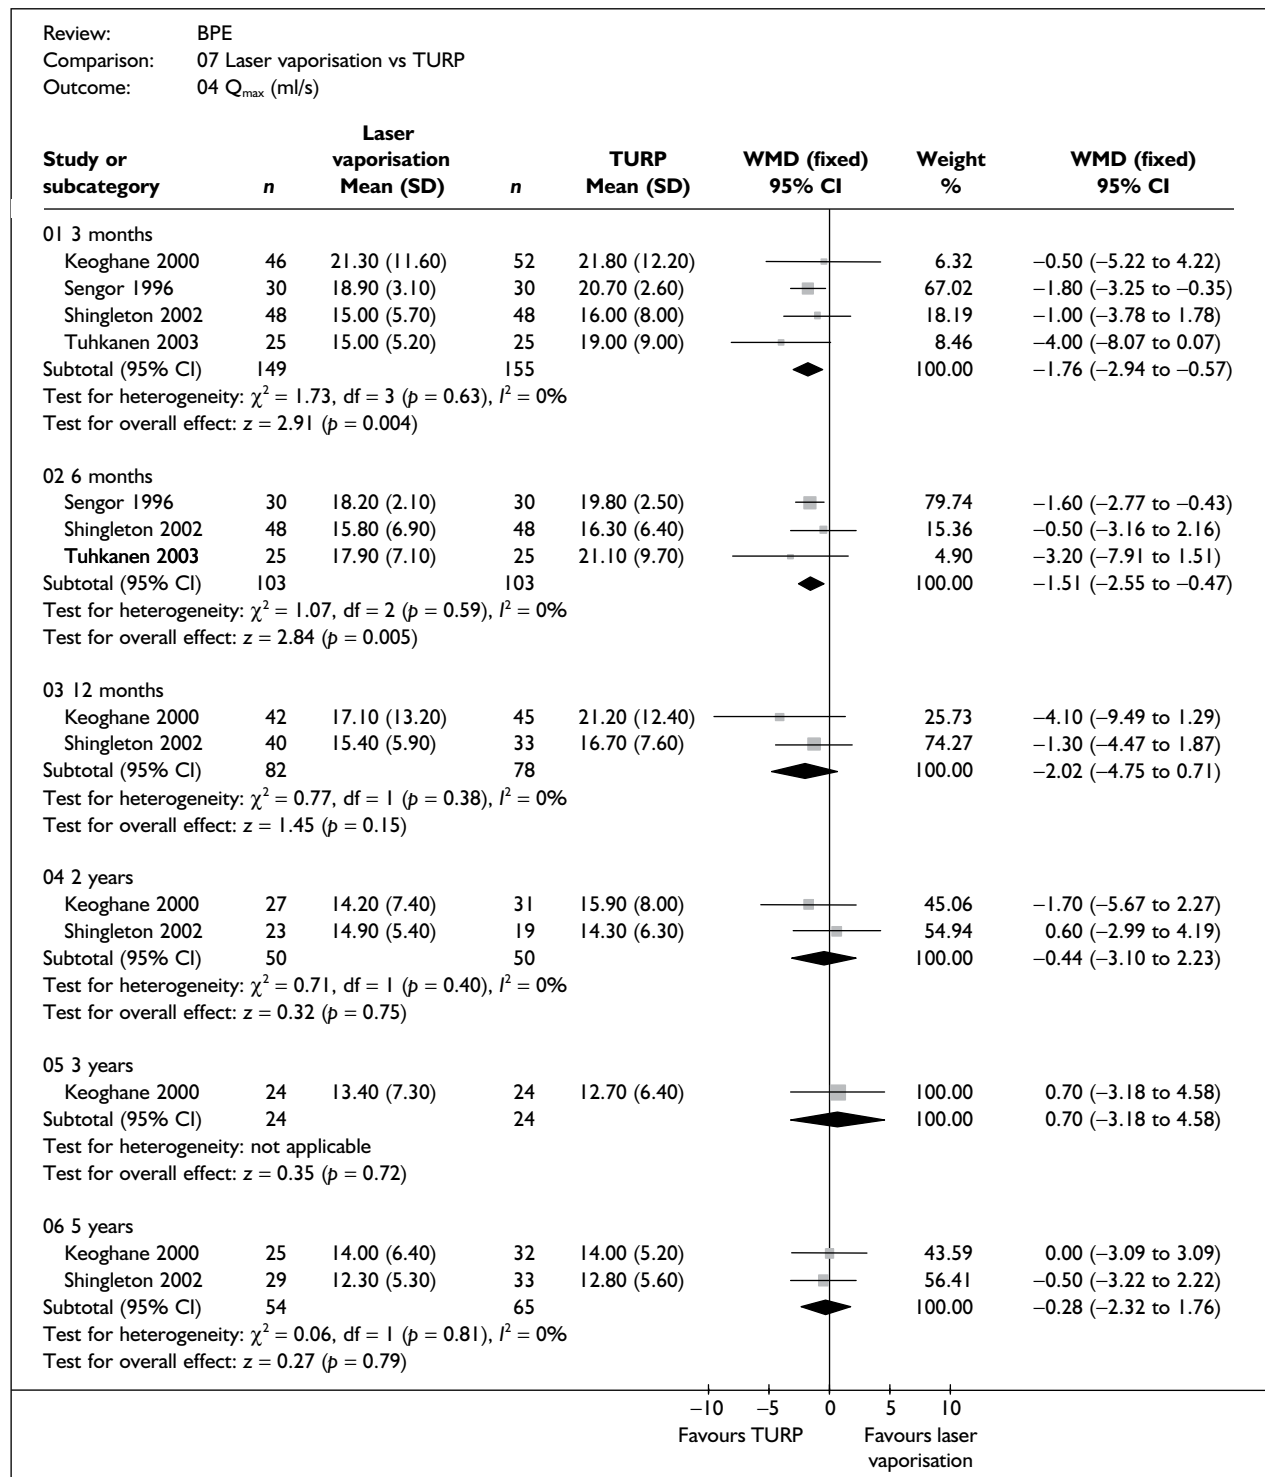 Review: BPE
Comparison: 07 Laser vaporisation vs TURP
Outcome: 04 Qmax (ml/s)
Study or subcategory n Laser vaporisation Mean (SD) n TURP Mean (SD) WMD (fixed) 95% CI Weight % WMD (fixed) 95% CI
01 3 months
Keoghane 2000 46 21.30 (11.60) 52 21.80 (12.20) 6.32 −0.50 (−5.22 to 4.22)
Sengor 1996 30 18.90 (3.10) 30 20.70 (2.60) 67.02 −1.80 (−3.25 to −0.35)
Shingleton 2002 48 15.00 (5.70) 48 16.00 (8.00) 18.19 −1.00 (−3.78 to 1.78)
Tuhkanen 2003 25 15.00 (5.20) 25 19.00 (9.00) 8.46 −4.00 (−8.07 to 0.07)
Subtotal (95% CI) 149 155 100.00 −1.76 (−2.94 to −0.57)
Test for heterogeneity: χ² = 1.73, df = 3 (p = 0.63), I² = 0%
Test for overall effect: z = 2.91 (p = 0.004)
02 6 months
Sengor 1996 30 18.20 (2.10) 30 19.80 (2.50) 79.74 −1.60 (−2.77 to −0.43)
Shingleton 2002 48 15.80 (6.90) 48 16.30 (6.40) 15.36 −0.50 (−3.16 to 2.16)
Tuhkanen 2003 25 17.90 (7.10) 25 21.10 (9.70) 4.90 −3.20 (−7.91 to 1.51)
Subtotal (95% CI) 103 103 100.00 −1.51 (−2.55 to −0.47)
Test for heterogeneity: χ² = 1.07, df = 2 (p = 0.59), I² = 0%
Test for overall effect: z = 2.84 (p = 0.005)
03 12 months
Keoghane 2000 42 17.10 (13.20) 45 21.20 (12.40) 25.73 −4.10 (−9.49 to 1.29)
Shingleton 2002 40 15.40 (5.90) 33 16.70 (7.60) 74.27 −1.30 (−4.47 to 1.87)
Subtotal (95% CI) 82 78 100.00 −2.02 (−4.75 to 0.71)
Test for heterogeneity: χ² = 0.77, df = 1 (p = 0.38), I² = 0%
Test for overall effect: z = 1.45 (p = 0.15)
04 2 years
Keoghane 2000 27 14.20 (7.40) 31 15.90 (8.00) 45.06 −1.70 (−5.67 to 2.27)
Shingleton 2002 23 14.90 (5.40) 19 14.30 (6.30) 54.94 0.60 (−2.99 to 4.19)
Subtotal (95% CI) 50 50 100.00 −0.44 (−3.10 to 2.23)
Test for heterogeneity: χ² = 0.71, df = 1 (p = 0.40), I² = 0%
Test for overall effect: z = 0.32 (p = 0.75)
05 3 years
Keoghane 2000 24 13.40 (7.30) 24 12.70 (6.40) 100.00 0.70 (−3.18 to 4.58)
Subtotal (95% CI) 24 24 100.00 0.70 (−3.18 to 4.58)
Test for heterogeneity: not applicable
Test for overall effect: z = 0.35 (p = 0.72)
06 5 years
Keoghane 2000 25 14.00 (6.40) 32 14.00 (5.20) 43.59 0.00 (−3.09 to 3.09)
Shingleton 2002 29 12.30 (5.30) 33 12.80 (5.60) 56.41 −0.50 (−3.22 to 2.22)
Subtotal (95% CI) 54 65 100.00 −0.28 (−2.32 to 1.76)
Test for heterogeneity: χ² = 0.06, df = 1 (p = 0.81), I² = 0%
Test for overall effect: z = 0.27 (p = 0.79)
−10 −5 0 5 10
Favours TURP Favours laser vaporisation